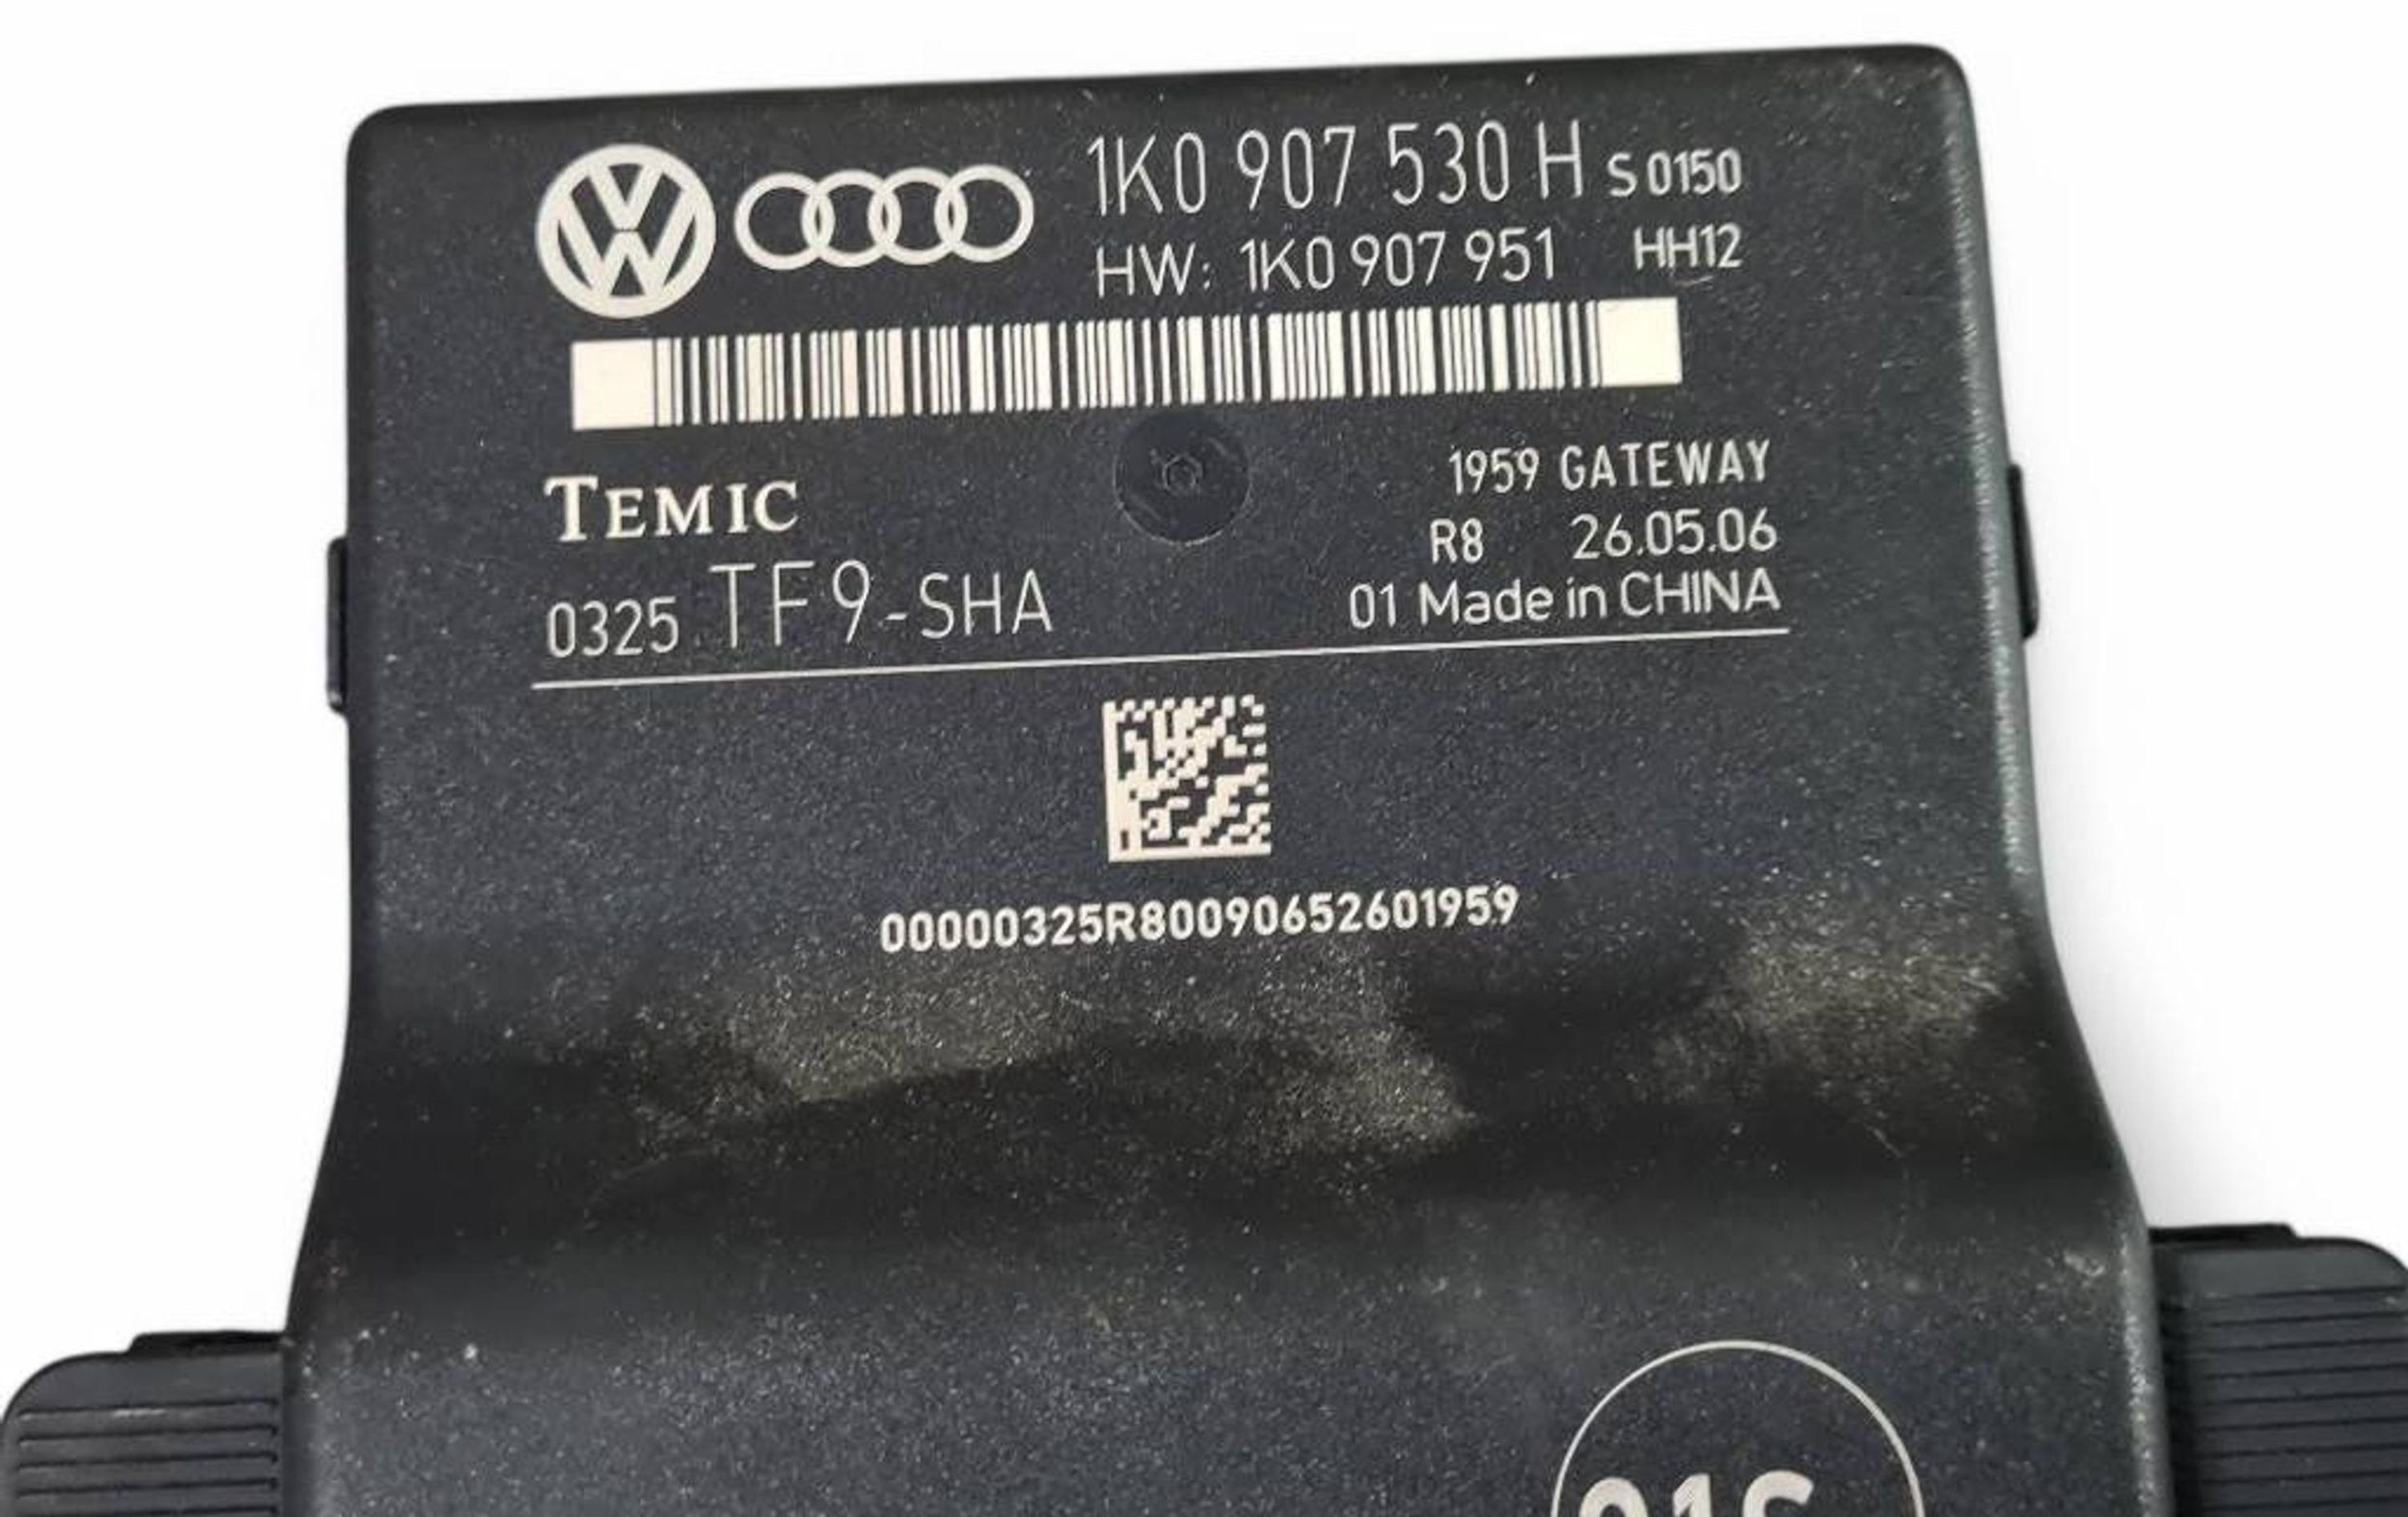 1K0 907 530 H S 0150
HW: 1K0 907 951 HH12
TEMIC
1959 GATEWAY
R8 26.05.06
0325 TF9-SHA
01 Made in CHINA
00000325R80090652601959